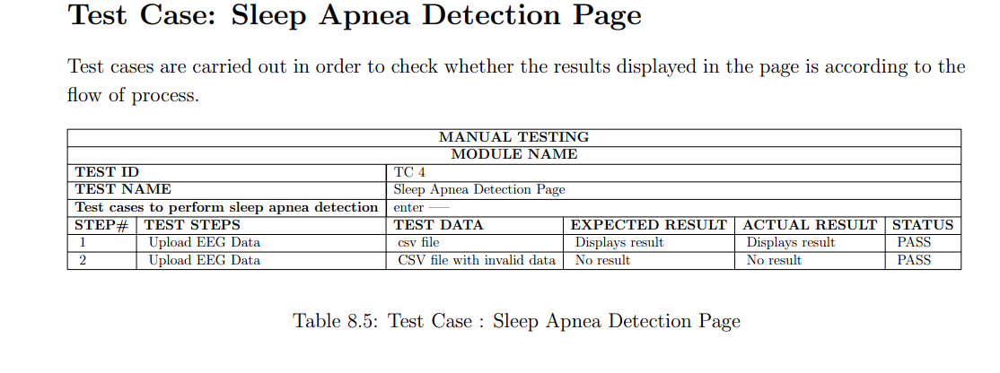 Test Case: Sleep Apnea Detection Page
Test cases are carried out in order to check whether the results displayed in the page is according to the
flow of process.
MANUAL TESTING
MODULE NAME
TEST ID TC 4
TEST NAME Sleep Apnea Detection Page
Test cases to perform sleep apnea detection enter —–
STEP# TEST STEPS TEST DATA EXPECTED RESULT ACTUAL RESULT STATUS
1 Upload EEG Data csv file Displays result Displays result PASS
2 Upload EEG Data CSV file with invalid data No result No result PASS
Table 8.5: Test Case : Sleep Apnea Detection Page